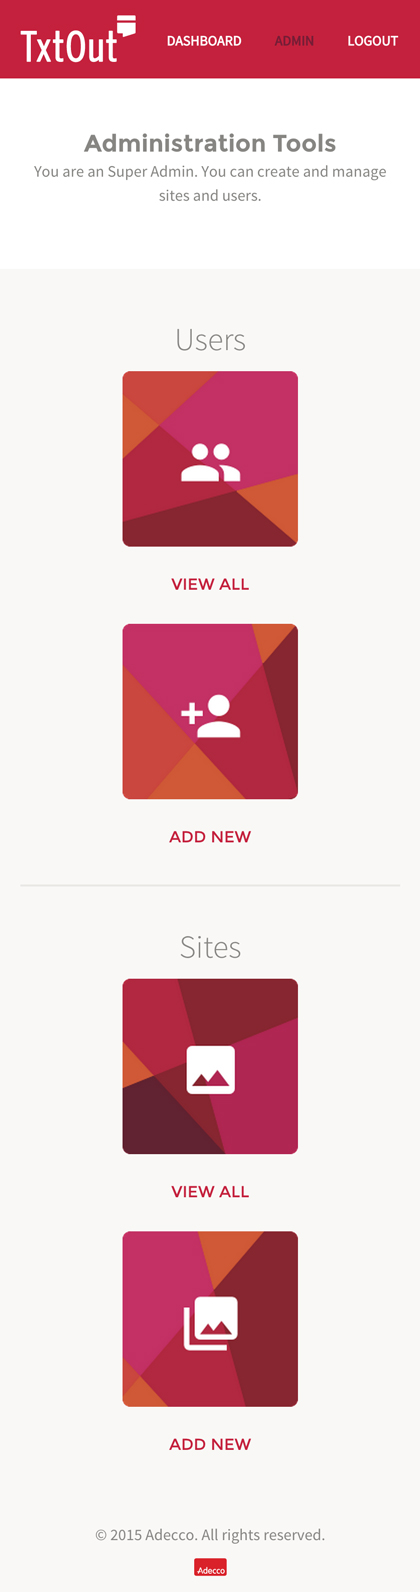 TxtOut
DASHBOARD
ADMIN
LOGOUT
Administration Tools
You are an Super Admin. You can create and manage
sites and users.
Users
VIEW ALL
ADD NEW
Sites
VIEW ALL
ADD NEW
© 2015 Adecco. All rights reserved.
Adecco